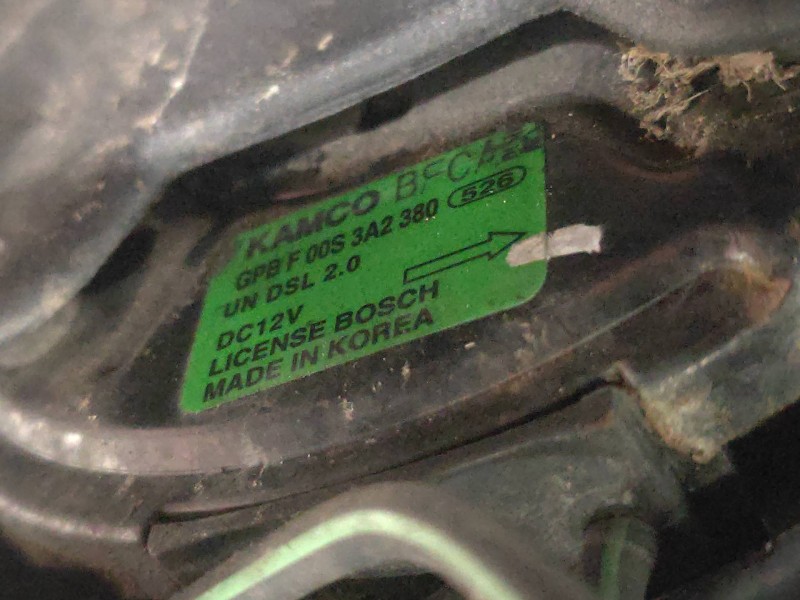 KAMCO
GPB F 00S 3A2 380 526
UN DSL 2.0
DC12V
LICENSE BOSCH
MADE IN KOREA